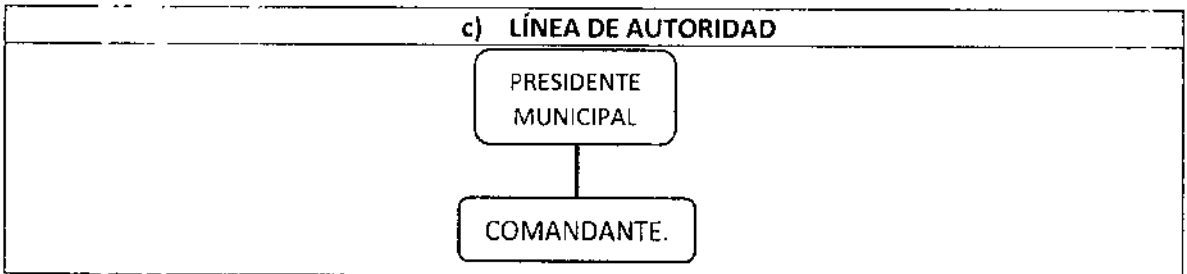 c) LÍNEA DE AUTORIDAD
PRESIDENTE
MUNICIPAL
COMANDANTE.